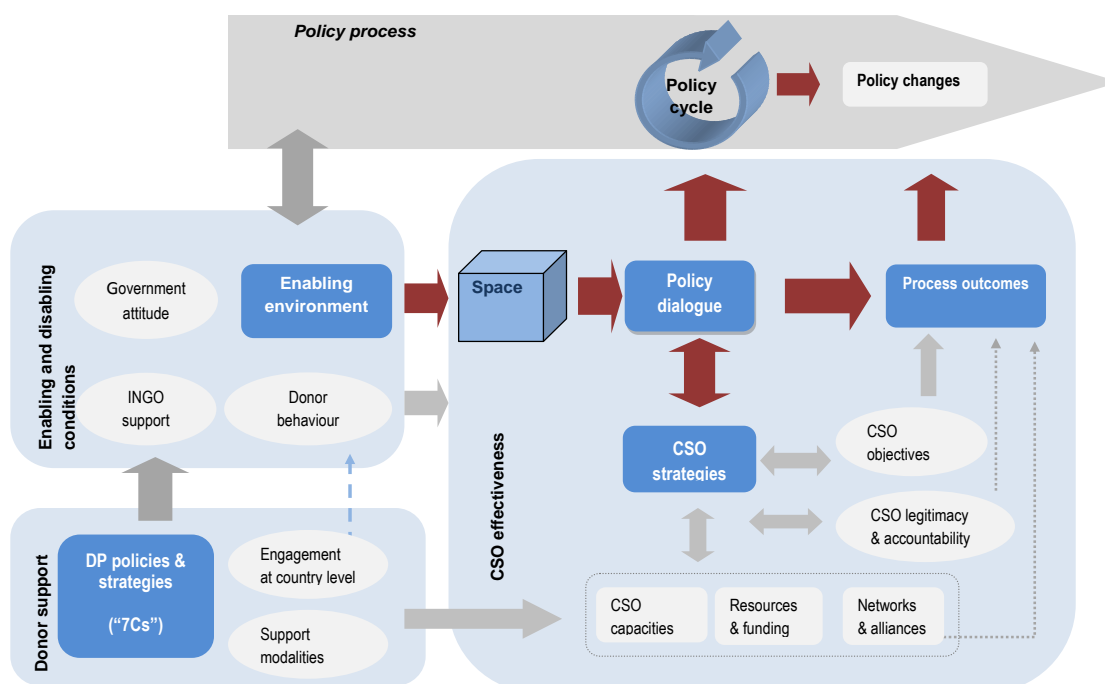 Policy process
Policy
cycle
Policy changes
Enabling and disabling
conditions
Government
attitude
Enabling
environment
INGO
support
Donor
behaviour
Space
Policy
dialogue
Process outcomes
CSO effectiveness
CSO
strategies
CSO
objectives
CSO legitimacy
& accountability
CSO
capacities
Resources
& funding
Networks
& alliances
Donor support
DP policies &
strategies
(“7Cs”)
Engagement
at country level
Support
modalities